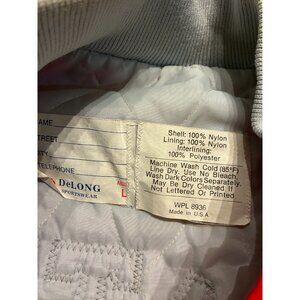 NAME
STREET
CITY
TELEPHONE
DeLONG
SPORTSWEAR
L
Shell: 100% Nylon
Lining: 100% Nylon
Interlining:
100% Polyester
Machine Wash Cold (85°F)
Line Dry. Use No Bleach.
Wash Dark Colors Separately.
May Be Dry Cleaned If
Not Lettered Or Printed
WPL 8936
Made in U.S.A.